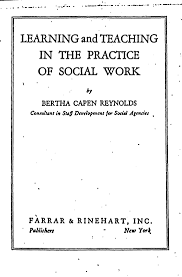 LEARNING and TEACHING
IN THE PRACTICE
OF SOCIAL WORK
by
BERTHA CAPEN REYNOLDS
Consultant in Staff Development for Social Agencies
FARRAR & RINEHART, INC.
Publishers New York